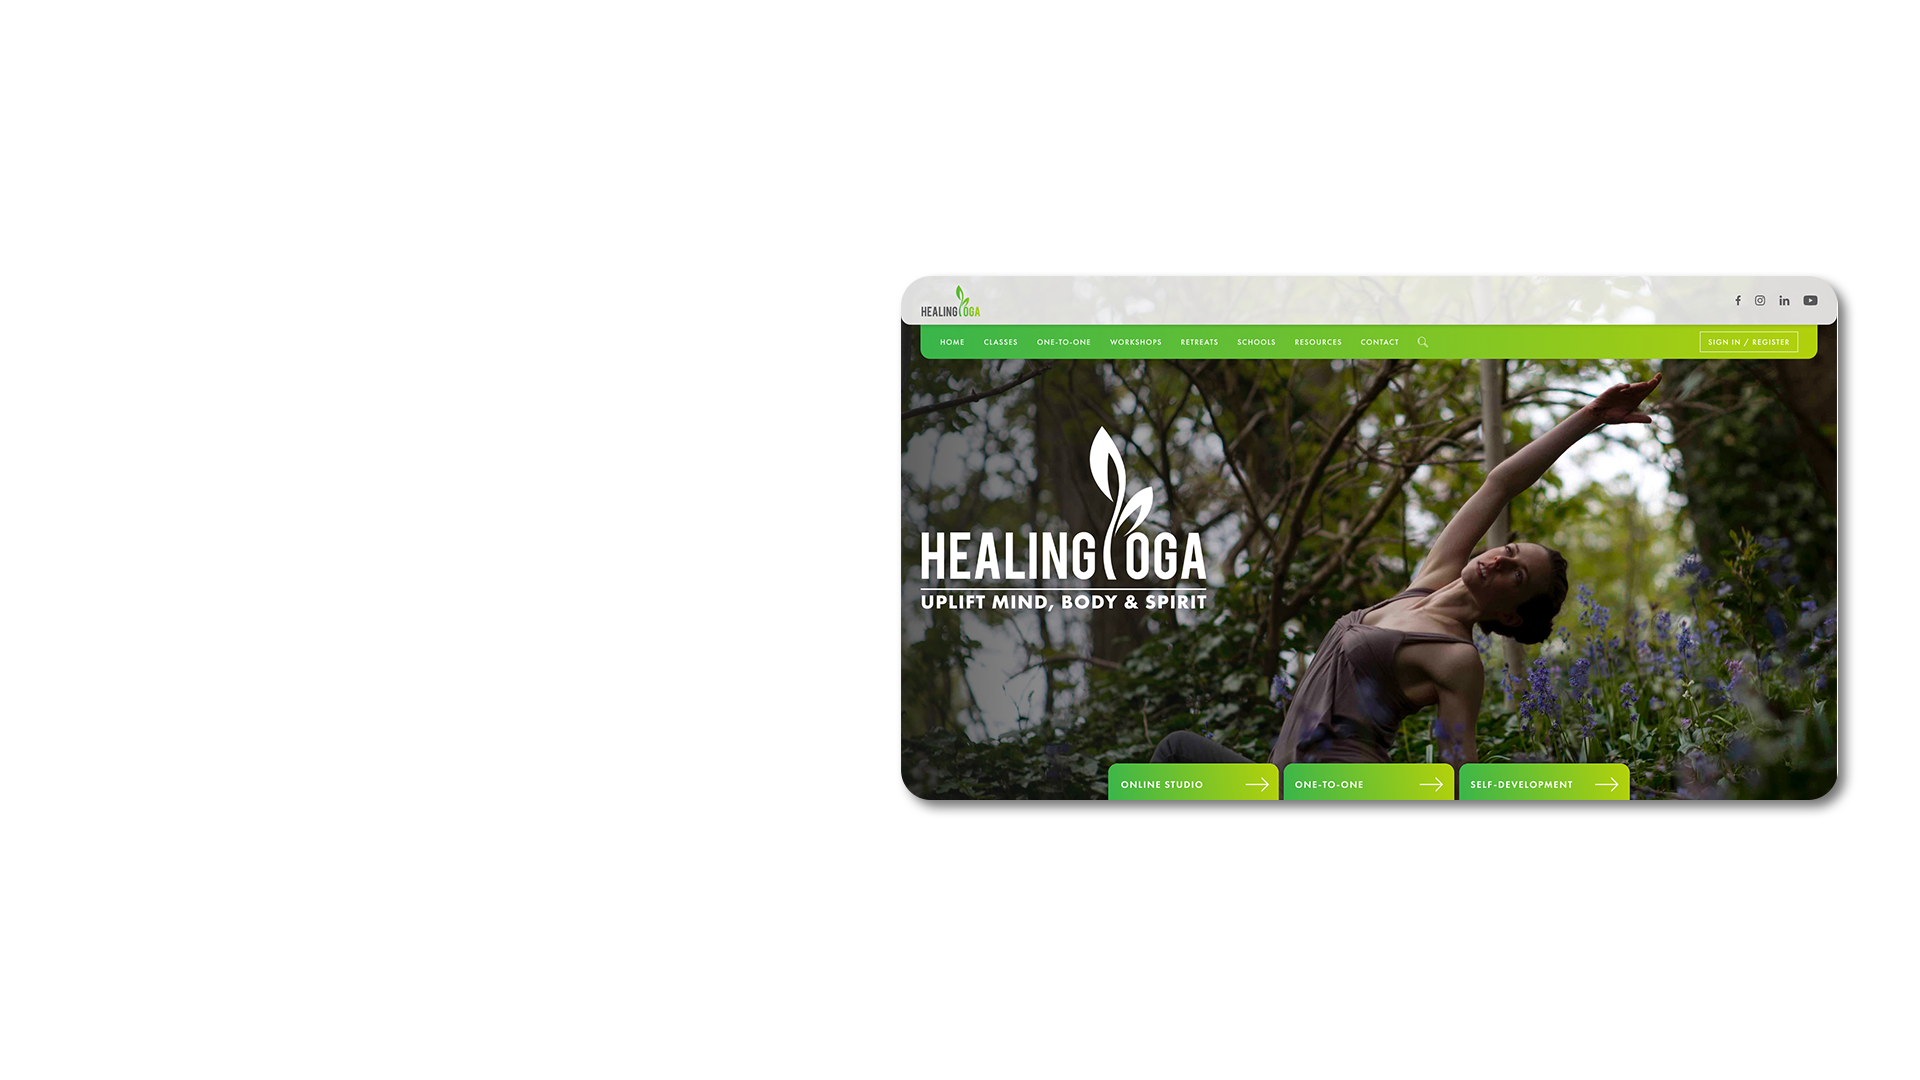 HEALING YOGA
HOME CLASSES ONE-TO-ONE WORKSHOPS RETREATS SCHOOLS RESOURCES CONTACT SIGN IN / REGISTER
HEALING YOGA
UPLIFT MIND, BODY & SPIRIT
ONLINE STUDIO ONE-TO-ONE SELF-DEVELOPMENT